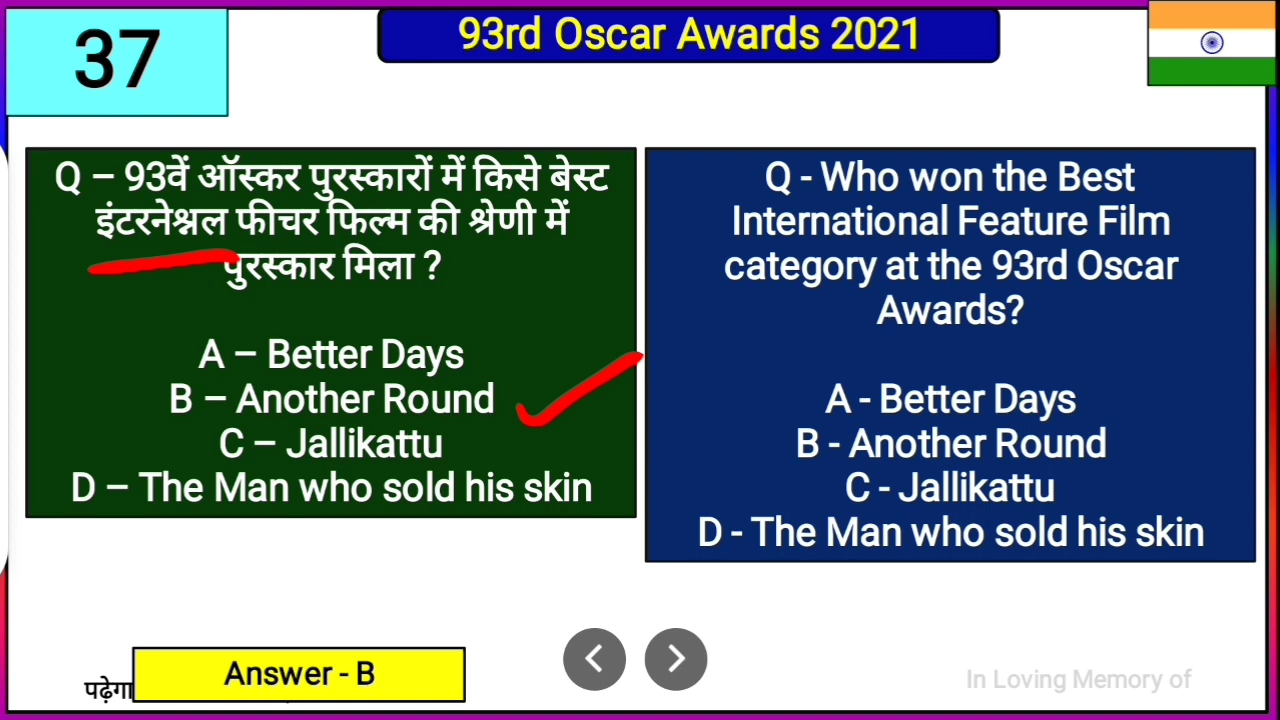 37
93rd Oscar Awards 2021
Q – 93वें ऑस्कर पुरस्कारों में किसे बेस्ट
इंटरनेश्नल फीचर फिल्म की श्रेणी में
पुरस्कार मिला ?
A – Better Days
B – Another Round
C – Jallikattu
D – The Man who sold his skin
Q - Who won the Best
International Feature Film
category at the 93rd Oscar
Awards?
A - Better Days
B - Another Round
C - Jallikattu
D - The Man who sold his skin
पढ़ेगा
Answer - B
In Loving Memory of